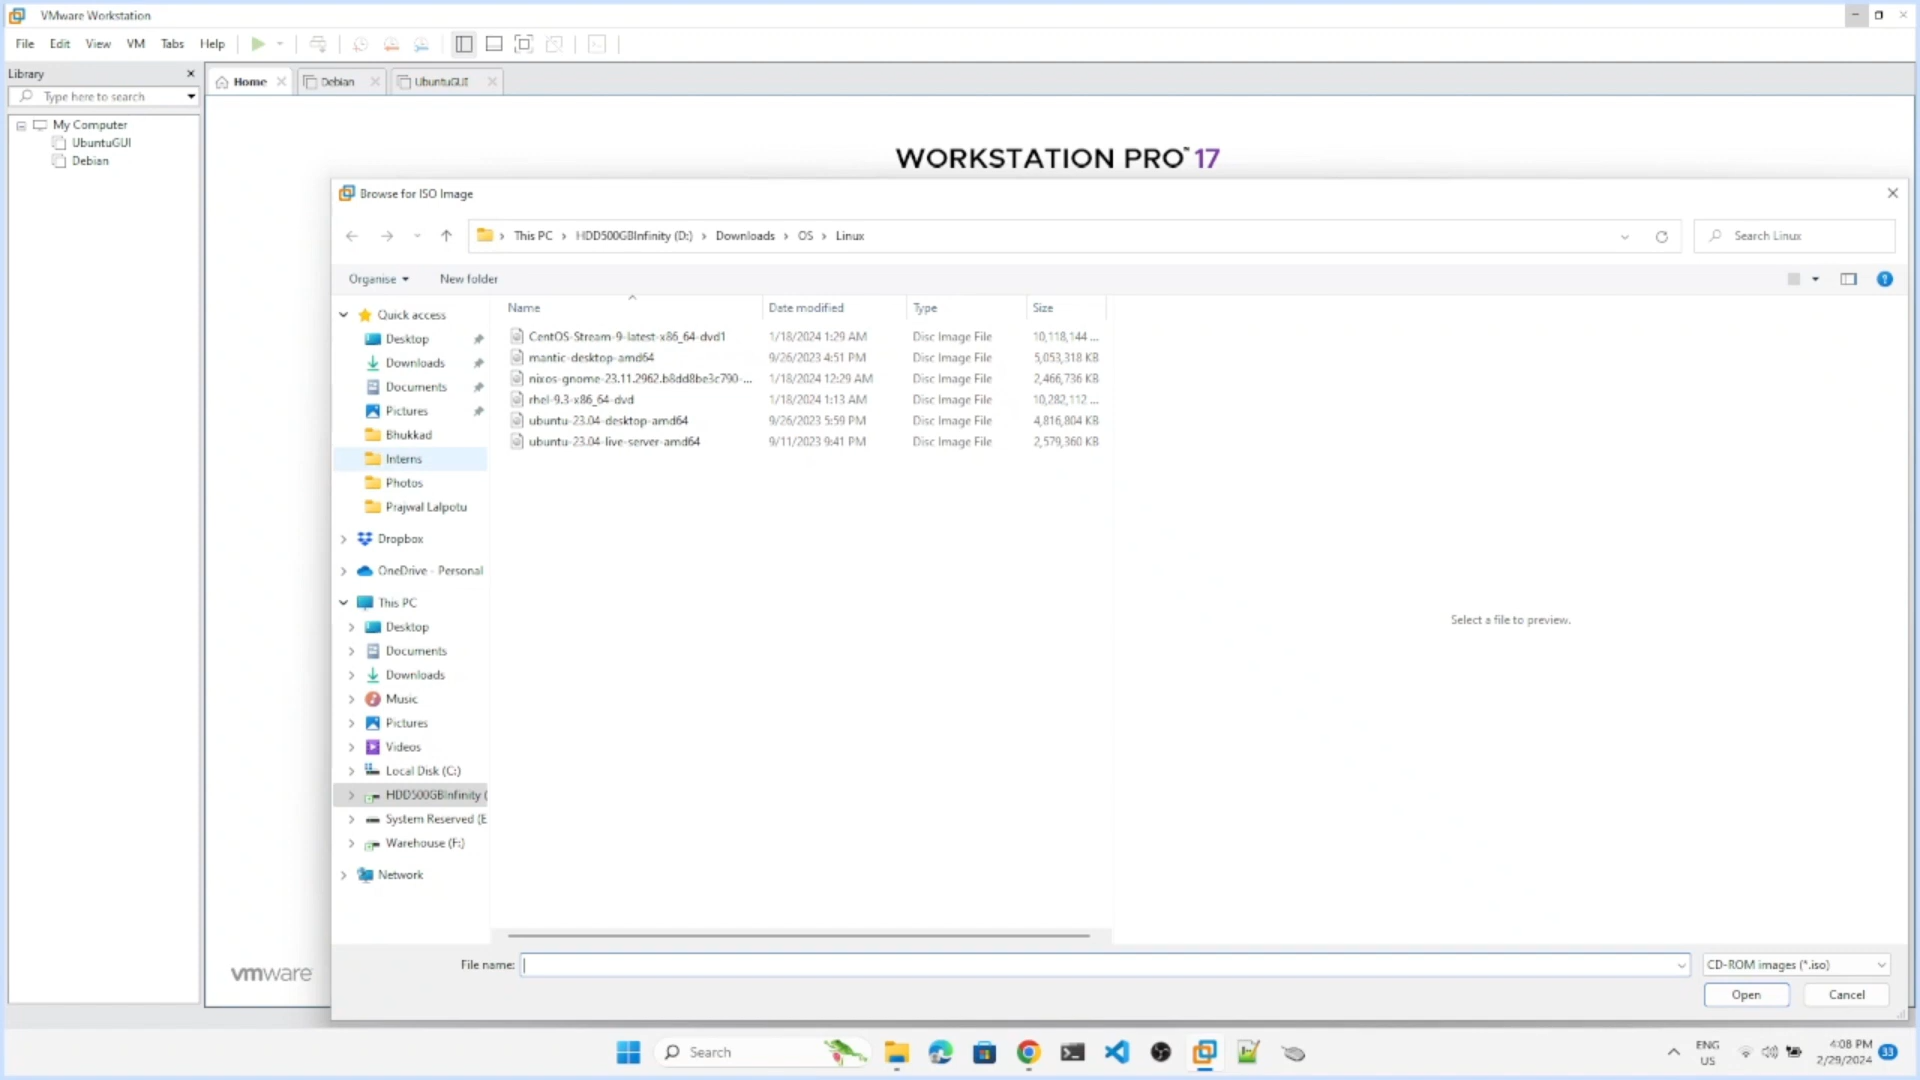 VMware Workstation
File Edit View VM Tabs Help
Library
Type here to search
My Computer
UbuntuGUI
Debian
Home
Debian
UbuntuGUI
WORKSTATION PRO™ 17
Browse for ISO Image
This PC > HDD500GBInfinity (D:) > Downloads > OS > Linux
Search Linux
Organise
New folder
Name Date modified Type Size
CentOS-Stream-9-latest-x86_64-dvd1 1/18/2024 1:29 AM Disc Image File 10,118,144 ...
mantic-desktop-amd64 9/26/2023 4:51 PM Disc Image File 5,053,318 KB
nixos-gnome-23.11.2962.b8dd8be3c790-... 1/18/2024 12:29 AM Disc Image File 2,466,736 KB
rhel-9.3-x86_64-dvd 1/18/2024 1:13 AM Disc Image File 10,282,112 ...
ubuntu-23.04-desktop-amd64 9/26/2023 5:59 PM Disc Image File 4,816,804 KB
ubuntu-23.04-live-server-amd64 9/11/2023 9:41 PM Disc Image File 2,579,360 KB
Quick access
Desktop
Downloads
Documents
Pictures
Bhukkad
Interns
Photos
Prajwal Lalpotu
Dropbox
OneDrive - Personal
This PC
Desktop
Documents
Downloads
Music
Pictures
Videos
Local Disk (C:)
HDD500GBInfinity (
System Reserved (E
Warehouse (F:)
Network
Select a file to preview.
File name:
CD-ROM images (*.iso)
Open
Cancel
vmware
Search
ENG
US
4:08 PM
2/29/2024
33